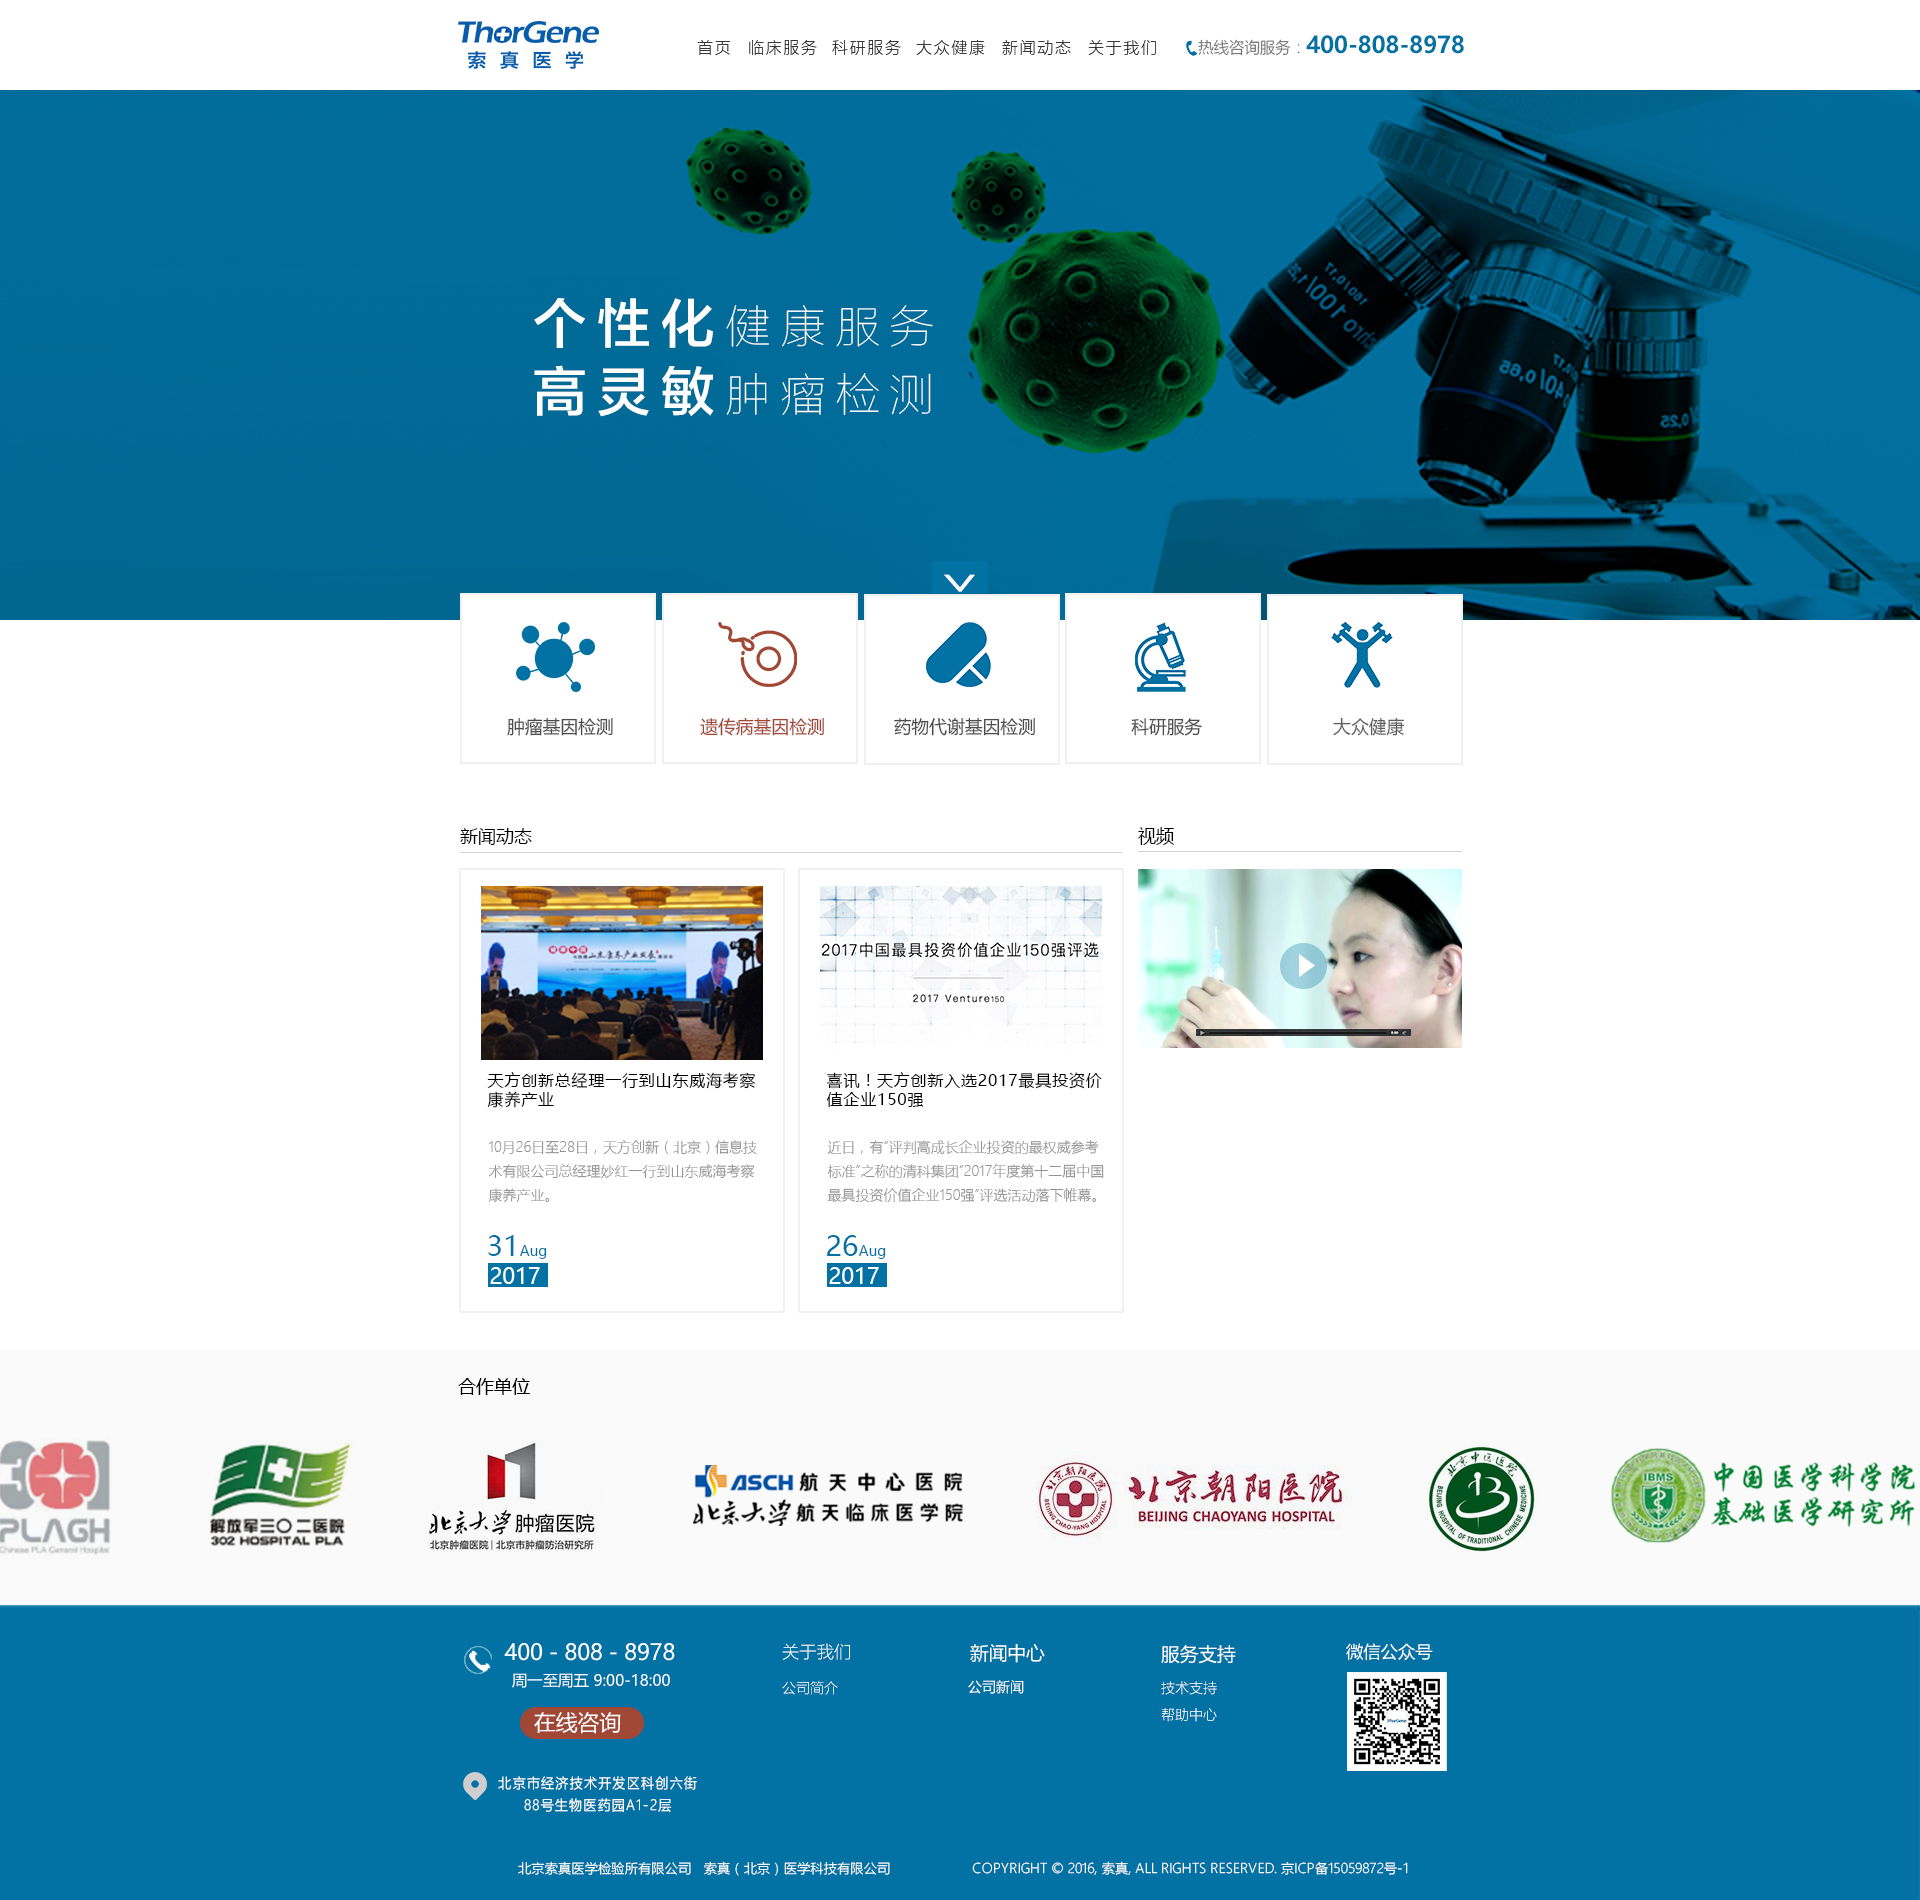 ThorGene
索真医学
首页 临床服务 科研服务 大众健康 新闻动态 关于我们 热线咨询服务：400-808-8978
个性化健康服务
高灵敏肿瘤检测
肿瘤基因检测 遗传病基因检测 药物代谢基因检测 科研服务 大众健康
新闻动态
视频
2017中国最具投资价值企业150强评选
2017 Venture150
天方创新总经理一行到山东威海考察
康养产业
10月26日至28日，天方创新（北京）信息技
术有限公司总经理妙红一行到山东威海考察
康养产业。
31Aug
2017
喜讯！天方创新入选2017最具投资价
值企业150强
近日，有“评判高成长企业投资的最权威参考
标准”之称的清科集团“2017年度第十二届中国
最具投资价值企业150强”评选活动落下帷幕。
26Aug
2017
合作单位
301
PLAGH
Chinese PLA General Hospital
解放军三〇二医院
302 HOSPITAL PLA
北京大学肿瘤医院
北京肿瘤医院|北京市肿瘤防治研究所
ASCH 航天中心医院
北京大学航天临床医学院
北京朝阳医院
BEIJING CHAOYANG HOSPITAL
北京中医医院
BEIJING HOSPITAL OF TRADITIONAL CHINESE MEDICINE
IBMS
中国医学科学院
基础医学研究所
400 - 808 - 8978
周一至周五 9:00-18:00
在线咨询
北京市经济技术开发区科创六街
88号生物医药园A1-2层
关于我们
公司简介
新闻中心
公司新闻
服务支持
技术支持
帮助中心
微信公众号
ThorGene
北京索真医学检验所有限公司 索真（北京）医学科技有限公司
COPYRIGHT © 2016, 索真, ALL RIGHTS RESERVED. 京ICP备15059872号-1